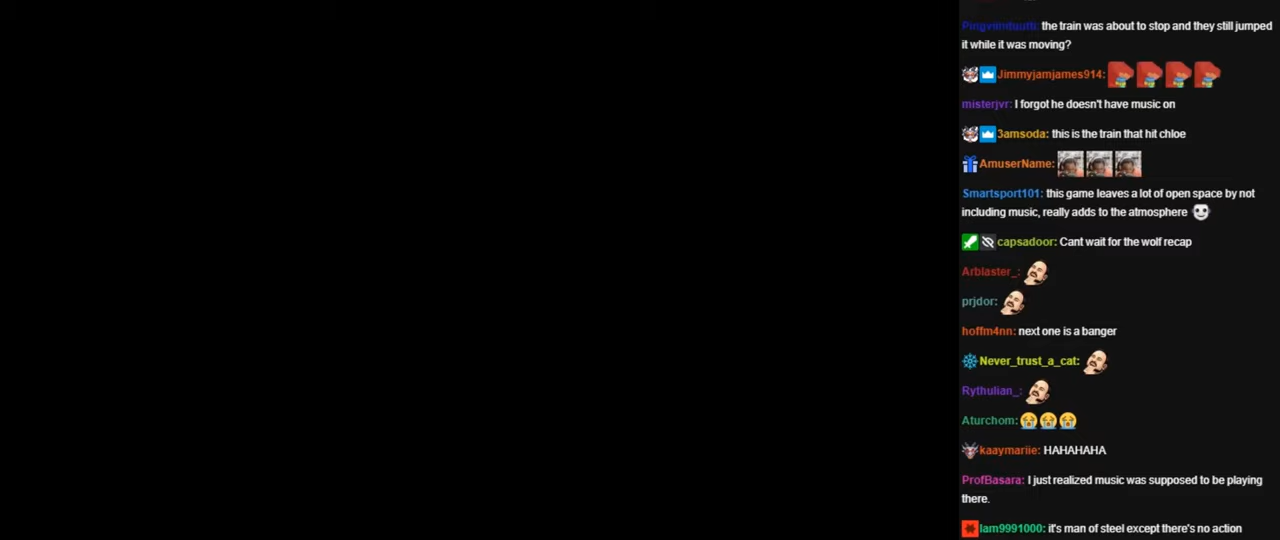 Pingviimtuutti: the train was about to stop and they still jumped
it while it was moving?
Jimmyjamjames914:
misterjvr: I forgot he doesn't have music on
3amsoda: this is the train that hit chloe
AmuserName:
Smartsport101: this game leaves a lot of open space by not
including music, really adds to the atmosphere
capsadoor: Cant wait for the wolf recap
Arblaster_:
prjdor:
hoffm4nn: next one is a banger
Never_trust_a_cat:
Rythulian_:
Aturchom: 😭😭😭
kaaymariie: HAHAHAHA
ProfBasara: I just realized music was supposed to be playing
there.
Iam9991000: it's man of steel except there's no action